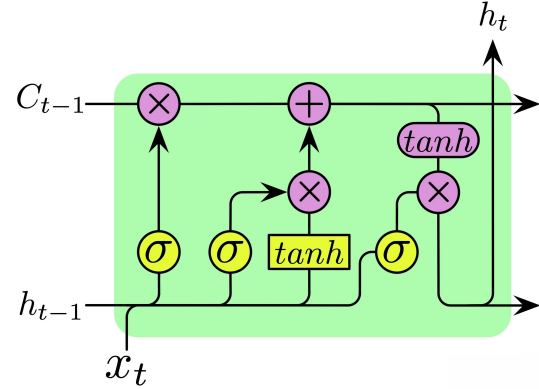 h_t
C_{t-1} × +
tanh
× ×
σ σ tanh σ
h_{t-1}
x_t